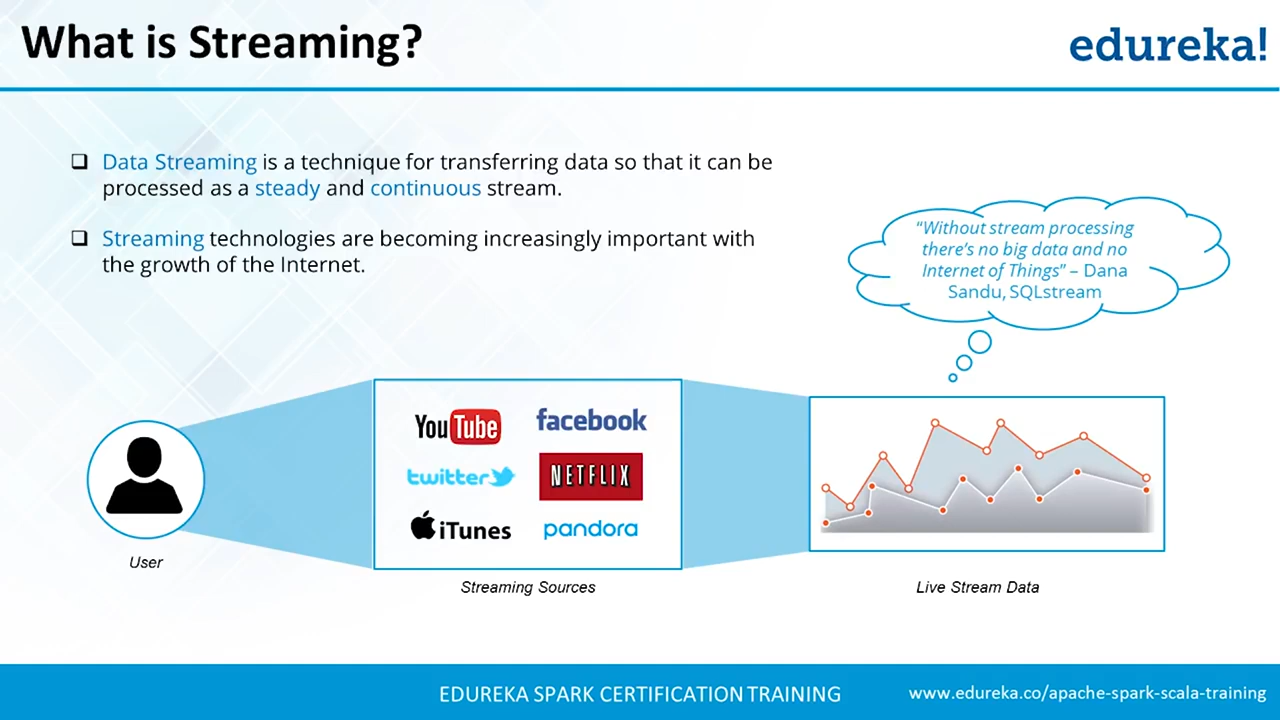 What is Streaming?
edureka!
Data Streaming is a technique for transferring data so that it can be
processed as a steady and continuous stream.
Streaming technologies are becoming increasingly important with
the growth of the Internet.
“Without stream processing
there’s no big data and no
Internet of Things” – Dana
Sandu, SQLstream
YouTube
facebook
twitter
NETFLIX
iTunes
pandora
User
Streaming Sources
Live Stream Data
EDUREKA SPARK CERTIFICATION TRAINING
www.edureka.co/apache-spark-scala-training